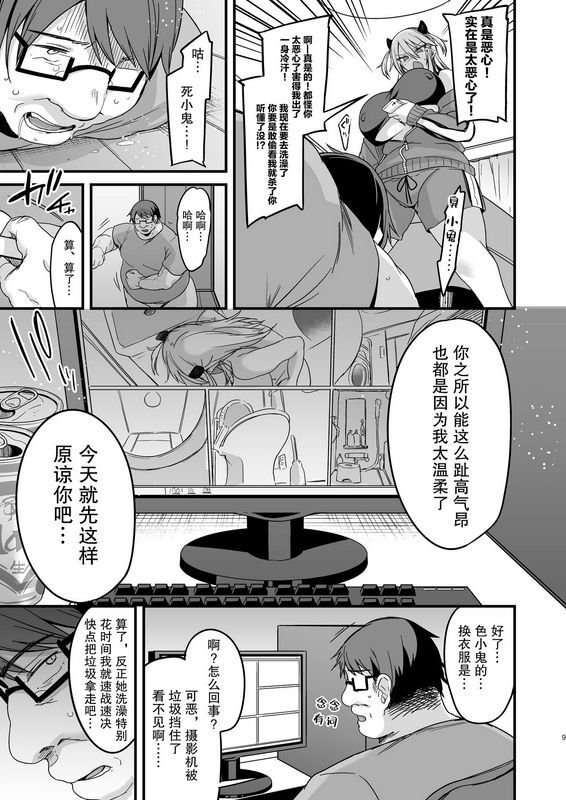 真是恶心！
实在是太恶心了！
啊—真是的！都怪你
太恶心了害得我出了
一身冷汗！
我现在要去洗澡了
你要是敢偷看我就杀了你
听懂了没!?
咕…
死小鬼…！
哈啊…
哈啊…
算、算了…
你之所以能这么趾高气昂
也都是因为我太温柔了
今天就先这样
原谅你吧…
生
好了…
色小鬼的…
换衣服是…
啊？怎么回事？
可恶，摄影机被
垃圾挡住了
看不见啊…
算了，反正她洗澡特别
花时间我就速战速决
快点把垃圾拿走吧…
9